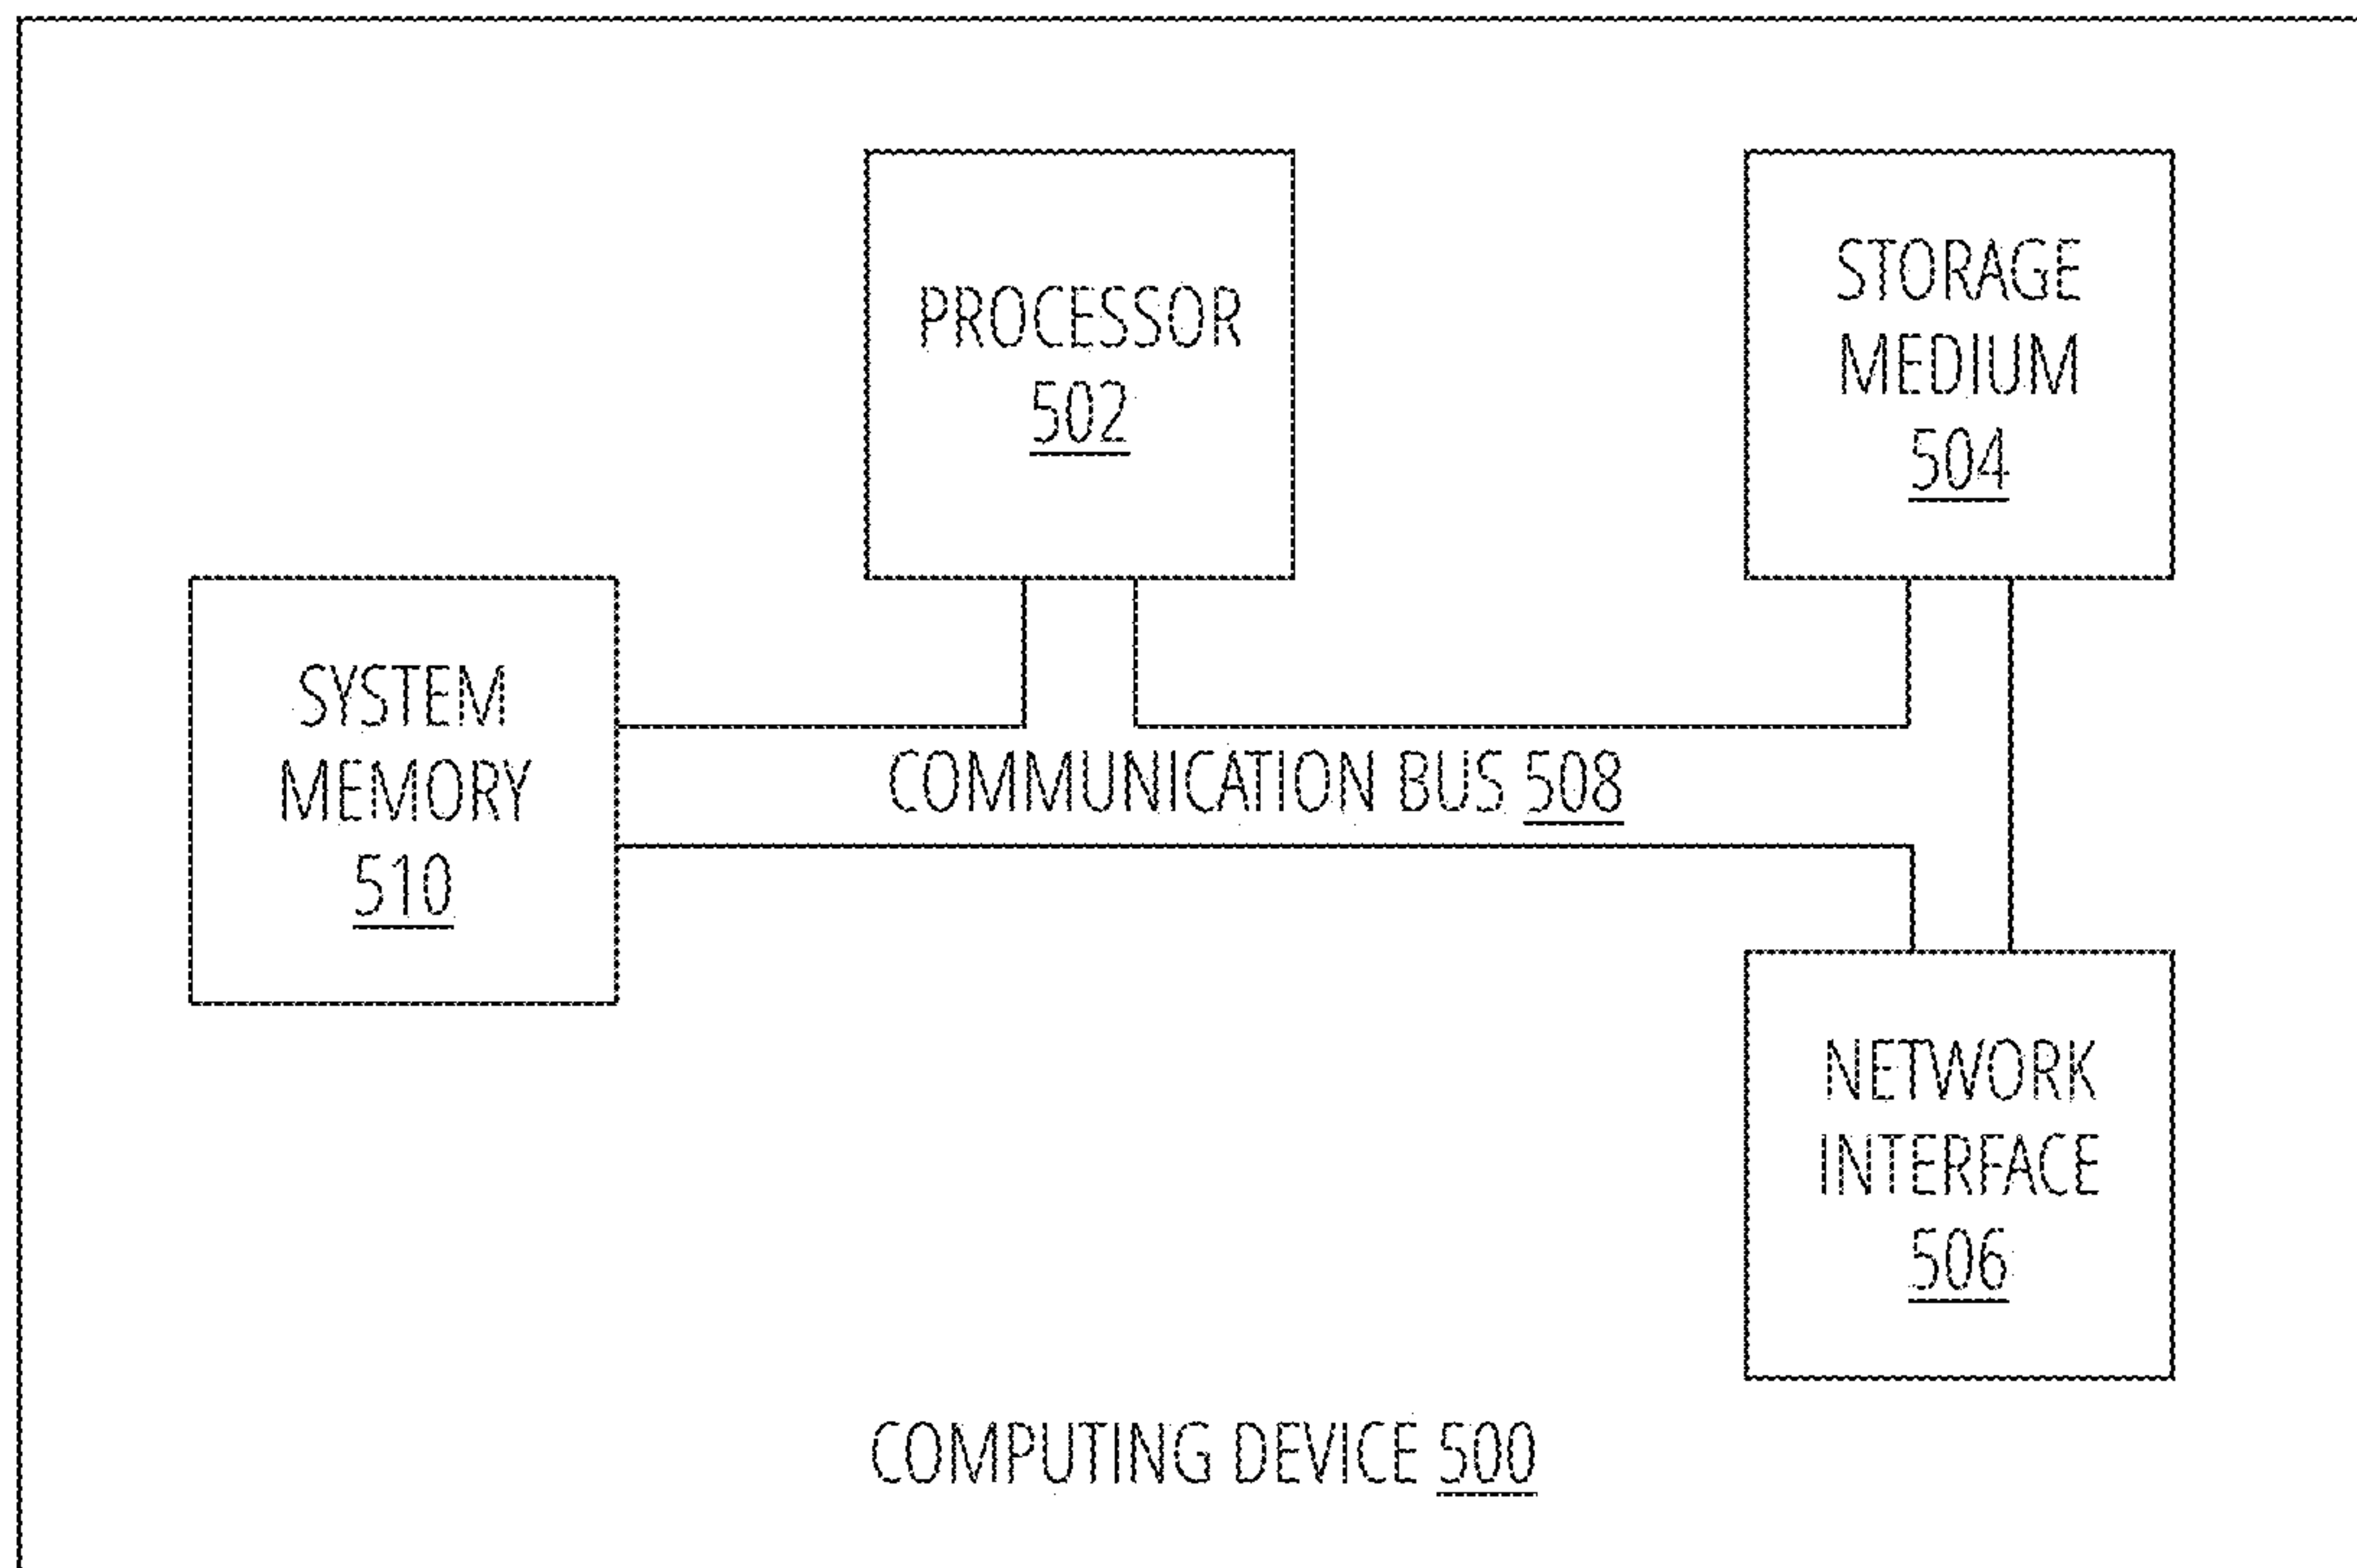 PROCESSOR
502
STORAGE
MEDIUM
504
SYSTEM
MEMORY
510
COMMUNICATION BUS 508
NETWORK
INTERFACE
506
COMPUTING DEVICE 500